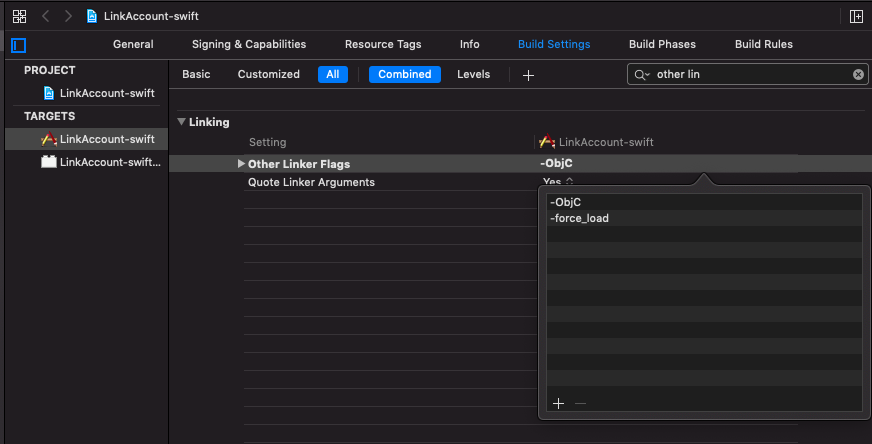 LinkAccount-swift
General Signing & Capabilities Resource Tags Info Build Settings Build Phases Build Rules
PROJECT
LinkAccount-swift
TARGETS
LinkAccount-swift
LinkAccount-swift...
Basic Customized All Combined Levels + other lin
Linking
Setting LinkAccount-swift
Other Linker Flags -ObjC
Quote Linker Arguments Yes
-ObjC
-force_load